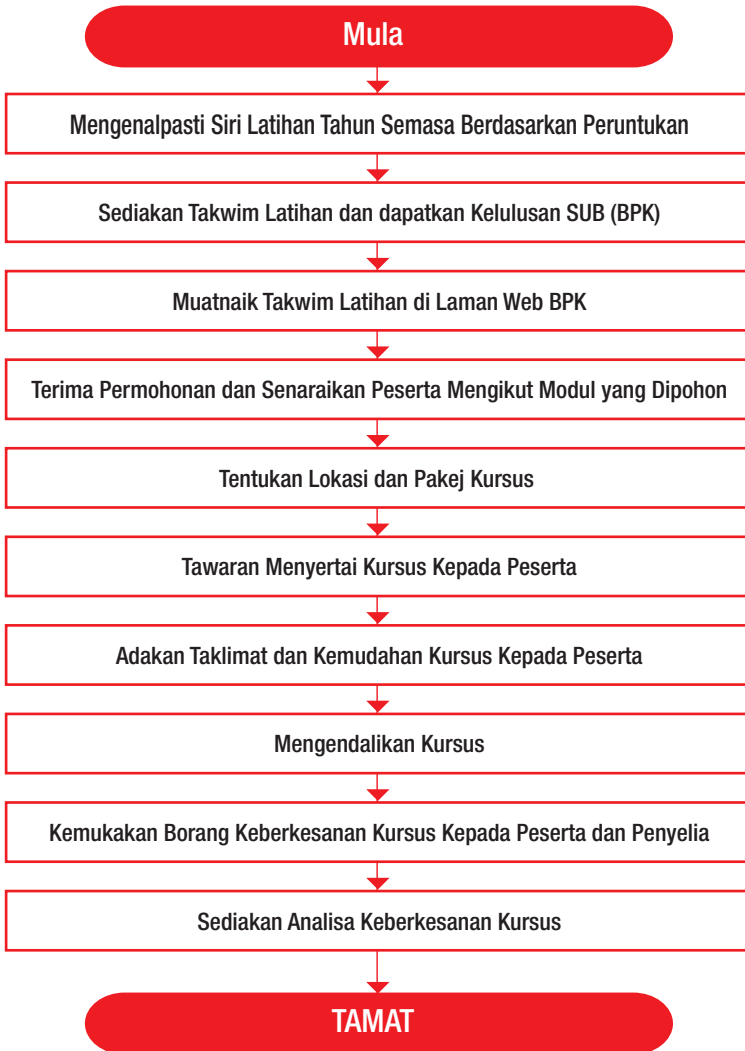 Mula
Mengenalpasti Siri Latihan Tahun Semasa Berdasarkan Peruntukan
Sediakan Takwim Latihan dan dapatkan Kelulusan SUB (BPK)
Muatnaik Takwim Latihan di Laman Web BPK
Terima Permohonan dan Senaraikan Peserta Mengikut Modul yang Dipohon
Tentukan Lokasi dan Pakej Kursus
Tawaran Menyertai Kursus Kepada Peserta
Adakan Taklimat dan Kemudahan Kursus Kepada Peserta
Mengendalikan Kursus
Kemukakan Borang Keberkesanan Kursus Kepada Peserta dan Penyelia
Sediakan Analisa Keberkesanan Kursus
TAMAT